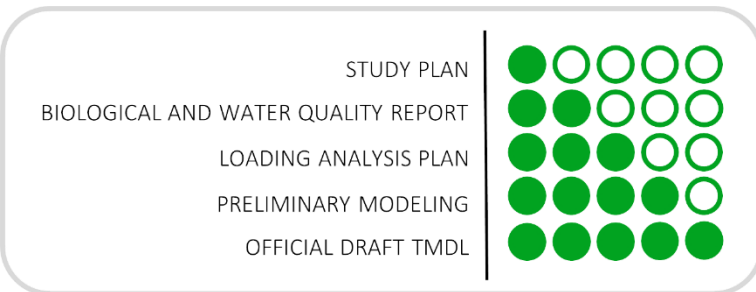 STUDY PLAN
BIOLOGICAL AND WATER QUALITY REPORT
LOADING ANALYSIS PLAN
PRELIMINARY MODELING
OFFICIAL DRAFT TMDL